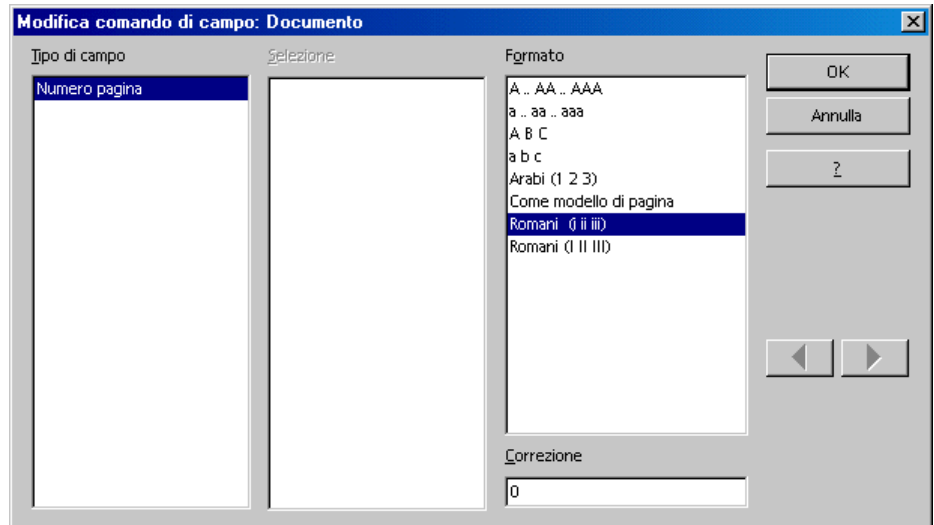 Modifica comando di campo: Documento
Tipo di campo
Numero pagina
Selezione
Formato
A .. AA .. AAA
a .. aa .. aaa
A B C
a b c
Arabi (1 2 3)
Come modello di pagina
Romani (i ii iii)
Romani (I II III)
Correzione
0
OK
Annulla
?